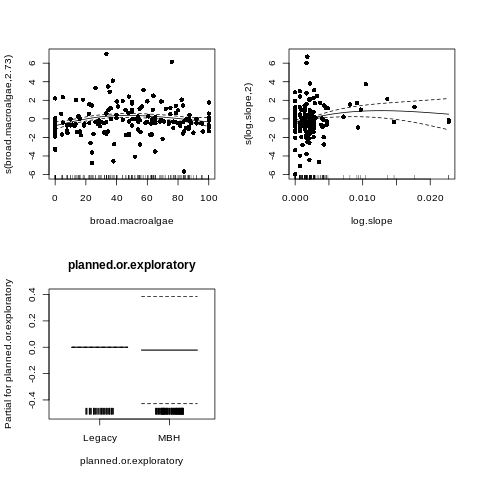 s(broad.macroalgae,2.73)
6
4
2
0
-2
-4
-6
0 20 40 60 80 100
broad.macroalgae
s(log.slope,2)
6
4
2
0
-2
-4
-6
0.000 0.010 0.020
log.slope
planned.or.exploratory
Partial for planned.or.exploratory
0.4
0.2
0.0
-0.2
-0.4
Legacy MBH
planned.or.exploratory